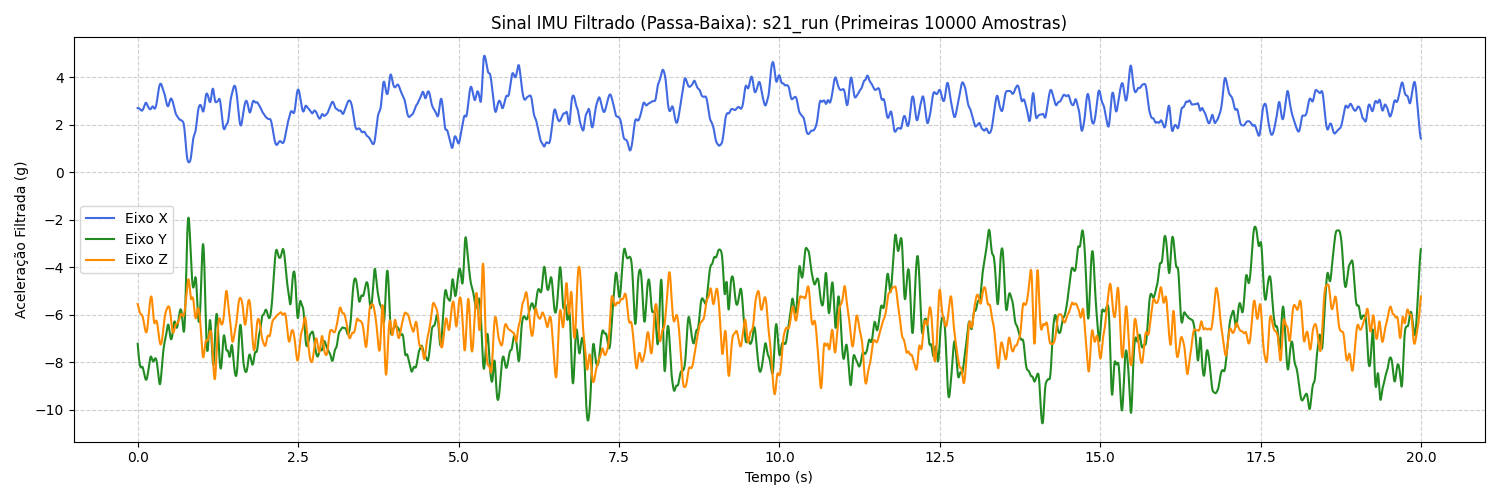 Sinal IMU Filtrado (Passa-Baixa): s21_run (Primeiras 10000 Amostras)
Aceleração Filtrada (g)
4
2
0
−2
−4
−6
−8
−10
Eixo X
Eixo Y
Eixo Z
0.0 2.5 5.0 7.5 10.0 12.5 15.0 17.5 20.0
Tempo (s)